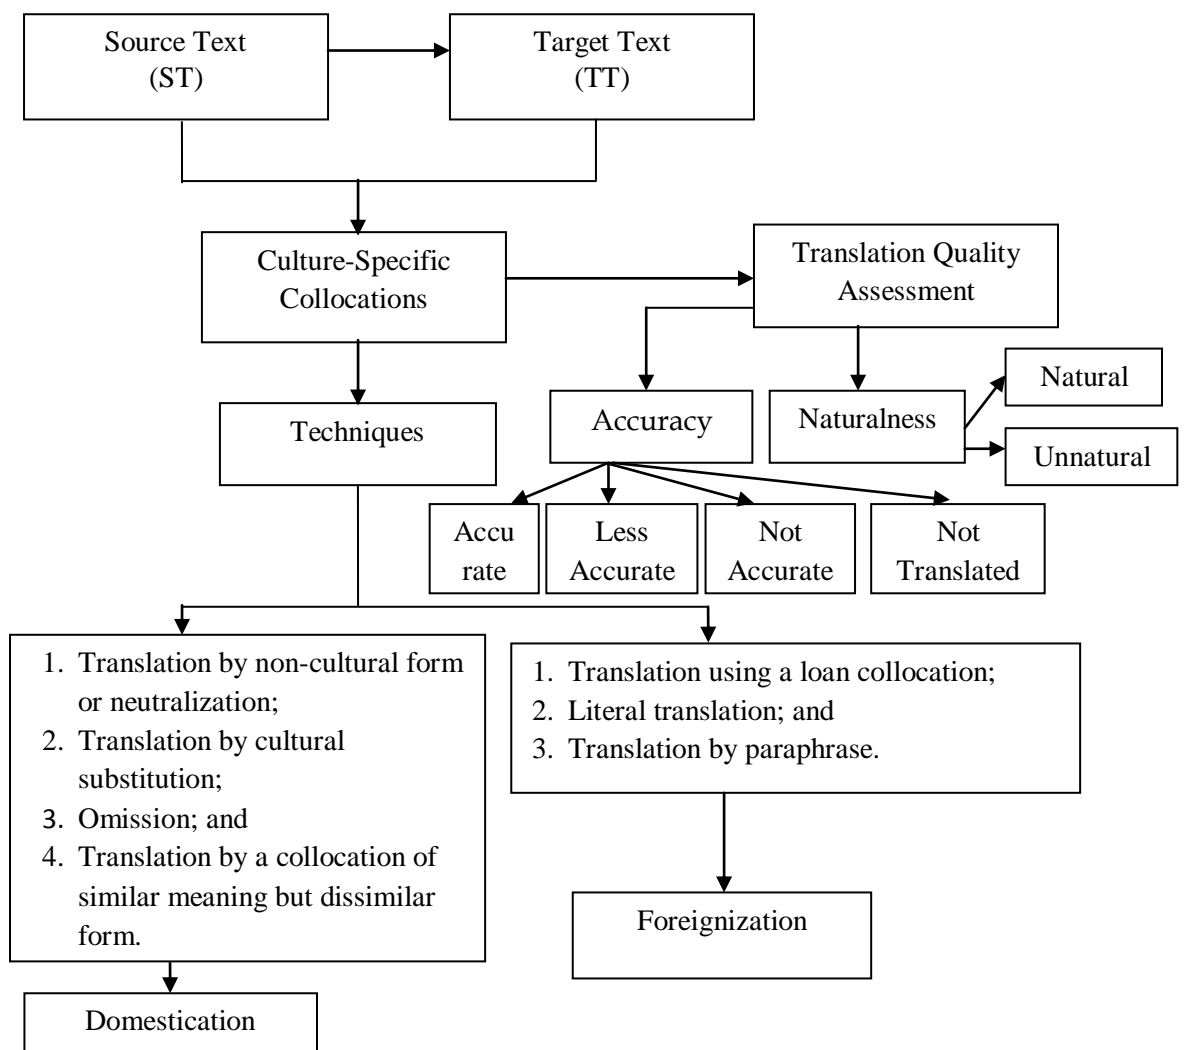 Source Text
(ST)
Target Text
(TT)
Culture-Specific
Collocations
Translation Quality
Assessment
Natural
Techniques
Accuracy
Naturalness
Unnatural
Accu
rate
Less
Accurate
Not
Accurate
Not
Translated
1. Translation by non-cultural form
or neutralization;
2. Translation by cultural
substitution;
3. Omission; and
4. Translation by a collocation of
similar meaning but dissimilar
form.
1. Translation using a loan collocation;
2. Literal translation; and
3. Translation by paraphrase.
Foreignization
Domestication